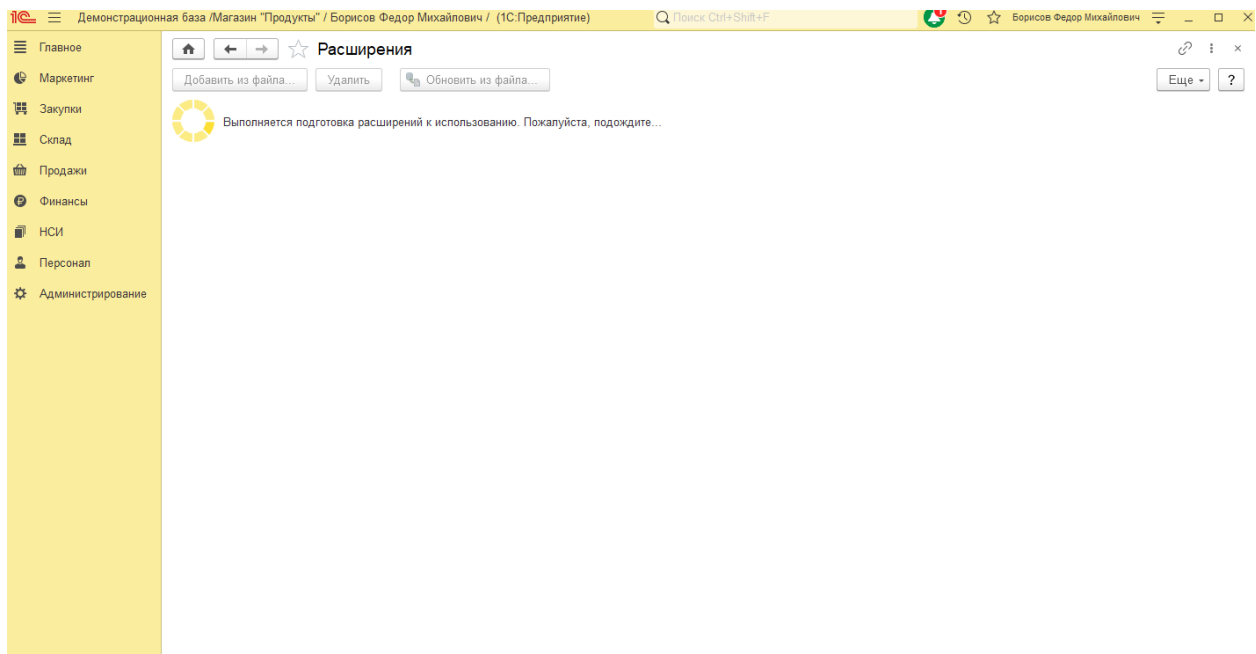 1С Демонстрационная база /Магазин "Продукты" / Борисов Федор Михайлович / (1С:Предприятие) Поиск Ctrl+Shift+F Борисов Федор Михайлович
Главное
Маркетинг
Закупки
Склад
Продажи
Финансы
НСИ
Персонал
Администрирование
Расширения
Добавить из файла... Удалить Обновить из файла... Еще ?
Выполняется подготовка расширений к использованию. Пожалуйста, подождите...